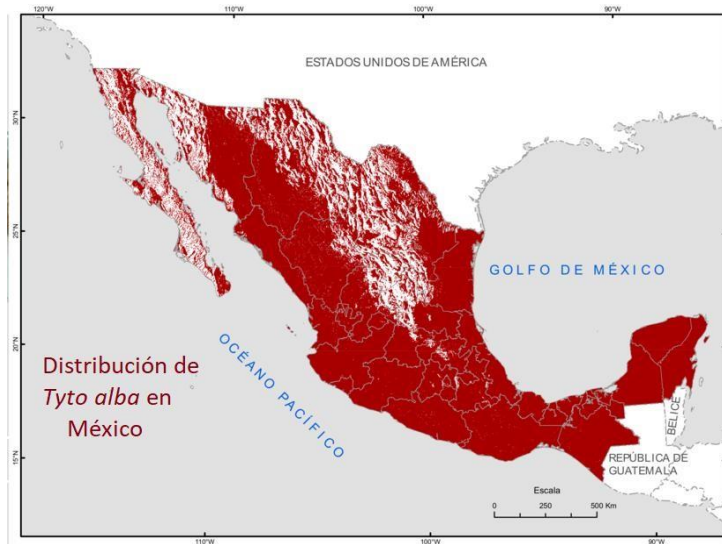 120°W
110°W
100°W
90°W
ESTADOS UNIDOS DE AMÉRICA
30°N
25°N
GOLFO DE MÉXICO
20°N
OCÉANO PACÍFICO
Distribución de
Tyto alba en
México
BELICE
REPÚBLICA DE
GUATEMALA
15°N
Escala
0 250 500 Km
110°W
100°W
90°W